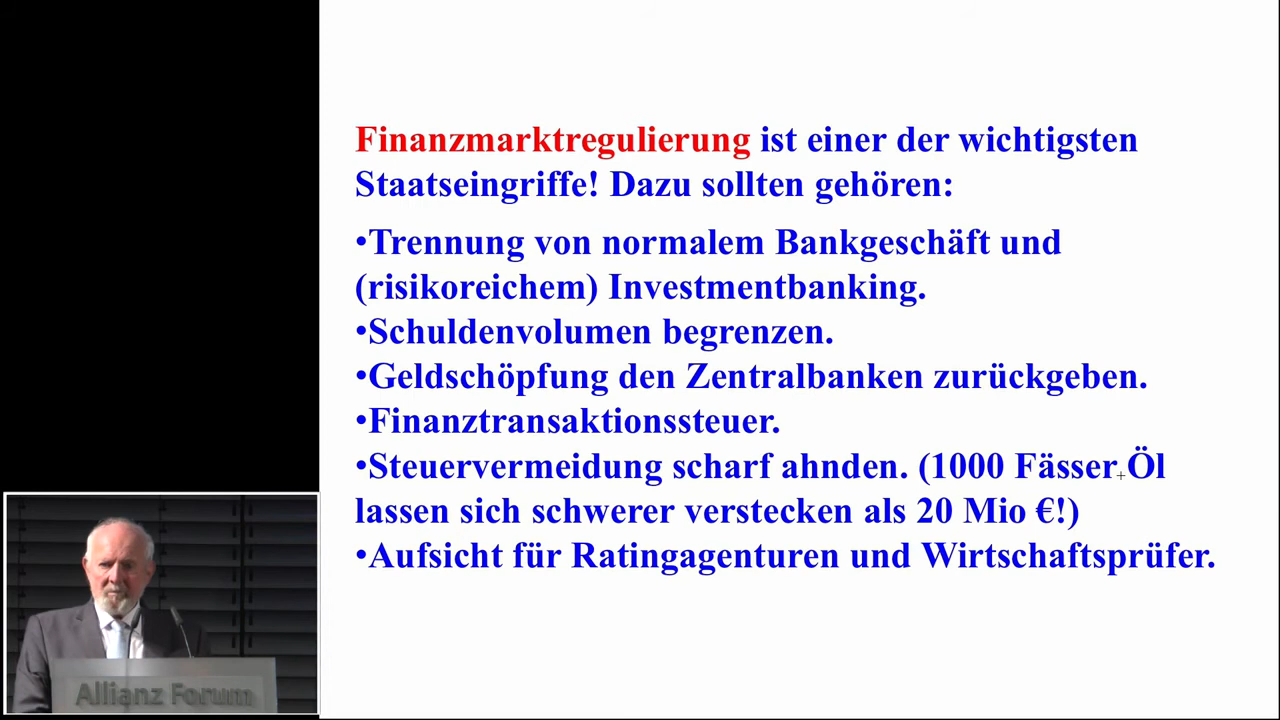 Finanzmarktregulierung ist einer der wichtigsten
Staatseingriffe! Dazu sollten gehören:
•Trennung von normalem Bankgeschäft und
(risikoreichem) Investmentbanking.
•Schuldenvolumen begrenzen.
•Geldschöpfung den Zentralbanken zurückgeben.
•Finanztransaktionssteuer.
•Steuervermeidung scharf ahnden. (1000 Fässer Öl
lassen sich schwerer verstecken als 20 Mio €!)
•Aufsicht für Ratingagenturen und Wirtschaftsprüfer.
Allianz Forum